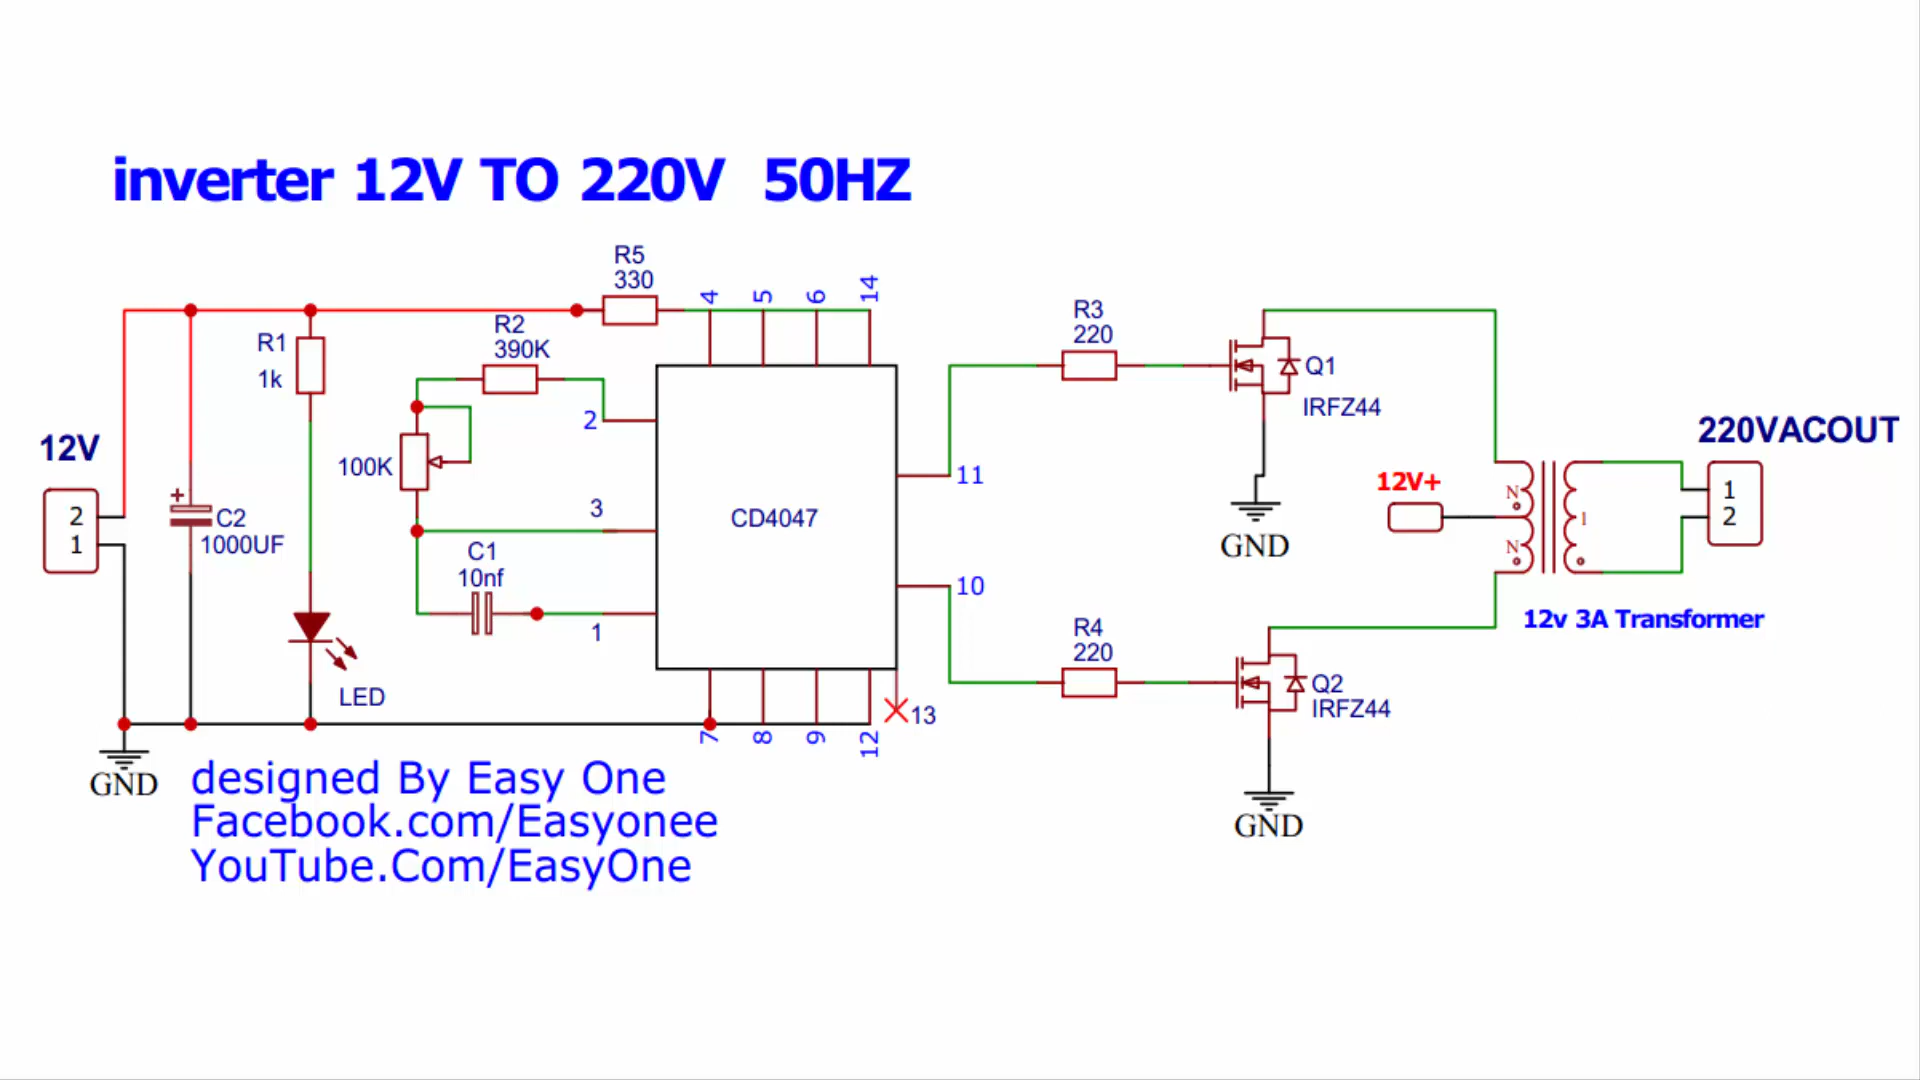 inverter 12V TO 220V 50HZ
R5
330
4
5
6
14
R3
220
R2
390K
R1
1k
Q1
IRFZ44
2
12V
100K
11
220VACOUT
12V+
N
1
2
3
2
1
+
C2
1000UF
CD4047
1
GND
N
C1
10nf
10
1
12v 3A Transformer
R4
220
LED
Q2
IRFZ44
13
7
8
9
12
GND
designed By Easy One
Facebook.com/Easyonee
YouTube.Com/EasyOne
GND